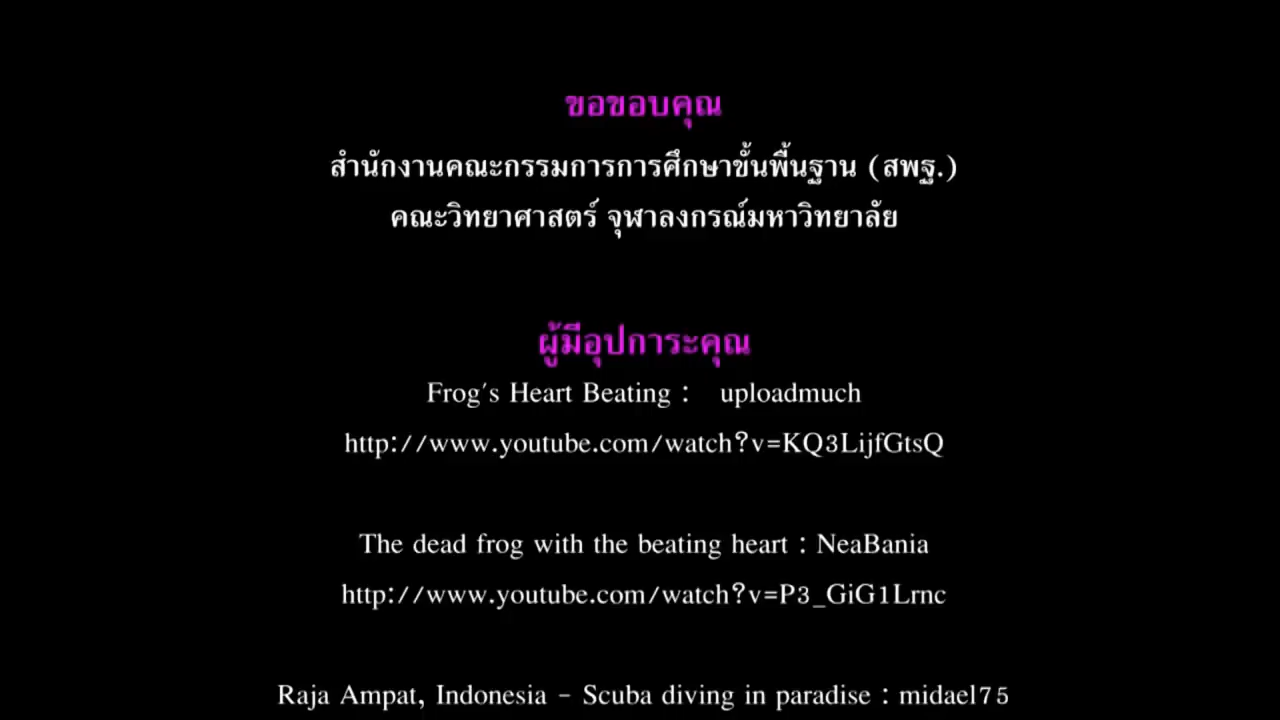 ขอขอบคุณ
สำนักงานคณะกรรมการการศึกษาขั้นพื้นฐาน (สพฐ.)
คณะวิทยาศาสตร์ จุฬาลงกรณ์มหาวิทยาลัย
ผู้มีอุปการะคุณ
Frog's Heart Beating : uploadmuch
http://www.youtube.com/watch?v=KQ3LijfGtsQ
The dead frog with the beating heart : NeaBania
http://www.youtube.com/watch?v=P3_GiG1Lrnc
Raja Ampat, Indonesia - Scuba diving in paradise : midael75